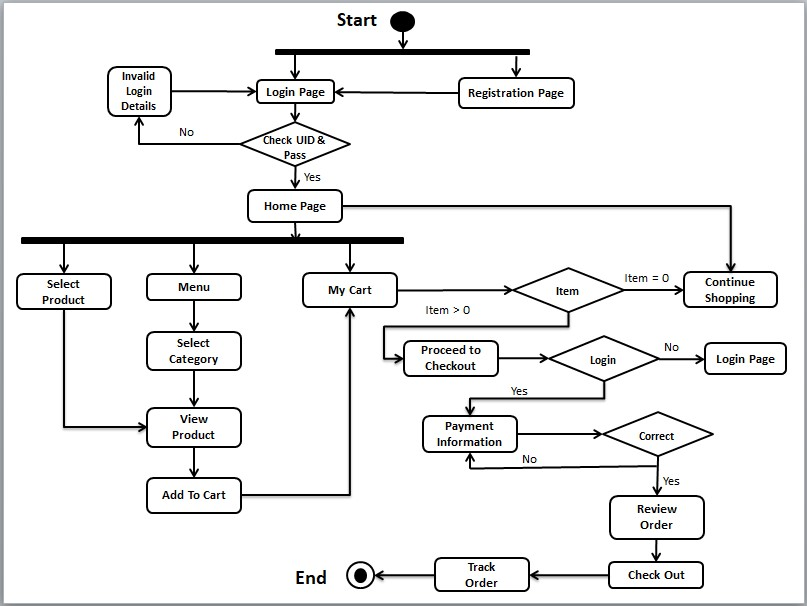 Start
Invalid
Login
Details
Login Page
Registration Page
No
Check UID &
Pass
Yes
Home Page
Select
Product
Menu
My Cart
Item
Item = 0
Continue
Shopping
Item > 0
Select
Category
Proceed to
Checkout
Login
No
Login Page
Yes
View
Product
Payment
Information
Correct
No
Yes
Add To Cart
Review
Order
End
Track
Order
Check Out